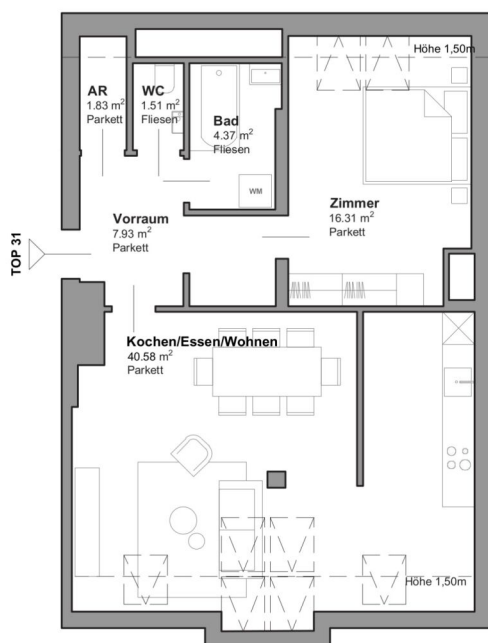 Höhe 1,50m
AR
1.83 m²
Parkett
WC
1.51 m²
Fliesen
Bad
4.37 m²
Fliesen
WM
Zimmer
16.31 m²
Parkett
Vorraum
7.93 m²
Parkett
TOP 31
Kochen/Essen/Wohnen
40.58 m²
Parkett
Höhe 1,50m